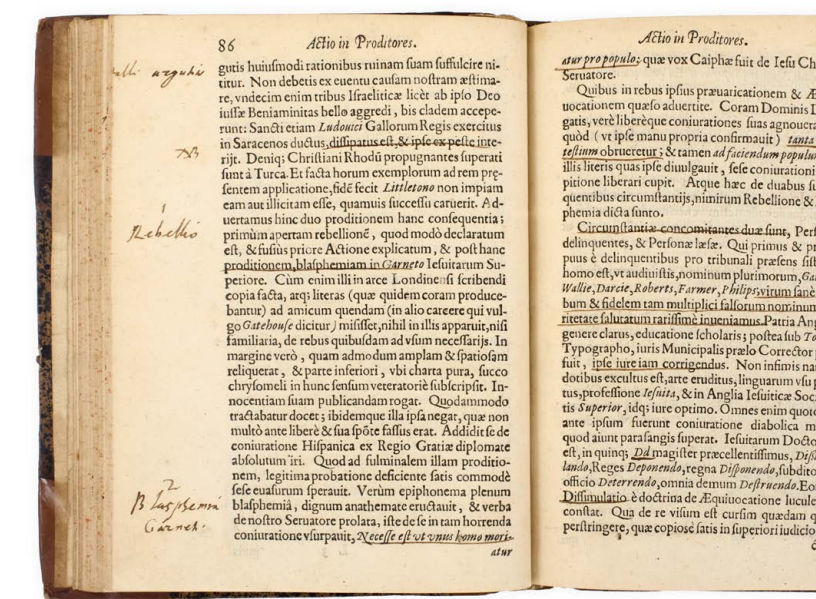 86 Actio in Proditores.
gutis huiusmodi rationibus ruinam suam suffulcire ni-
titur. Non debetis ex euentu causam nostram æstima-
re, vndecim enim tribus Israeliticæ licèt ab ipso Deo
iussæ Beniaminitas bello aggredi, bis cladem accepe-
runt: Sancti etiam Ludouici Gallorum Regis exercitus
in Saracenos ductus, dissipatus est, & ipse ex peste inte-
rijt. Deniq; Christiani Rhodū propugnantes superati
sunt à Turca. Et facta horum exemplorum ad rem pre-
sentem applicatione, fidē fecit Littletono non impiam
eam aut illicitam esse, quamuis successu caruerit. Ad-
uertamus hinc duo proditionem hanc consequentia;
primùm apertam rebellionē, quod modò declaratum
est, & fusiùs priore Actione explicatum, & post hanc
proditionem, blasphemiam in Garneto Iesuitarum Su-
periore. Cùm enim illi in arce Londinensi scribendi
copia facta, atq; literas (quæ quidem coram produce-
bantur) ad amicum quendam (in alio carcere qui vul-
go Gatehouse dicitur) misisset, nihil in illis apparuit, nisi
familiaria, de rebus quibusdam ad vsum necessarijs. In
margine verò, quam admodum amplam & spatiosam
reliquerat, & parte inferiori, vbi charta pura, succo
chrysomeli in hunc sensum veteratoriè subscripsit. In-
nocentiam suam publicandam rogat. Quodammodo
tractabatur docet; ibidemque illa ipsa negat, quæ non
multò ante liberè & sua spōte fassus erat. Addidit se de
coniuratione Hispanica ex Regio Gratiæ diplomate
absolutum iri. Quod ad fulminalem illam proditio-
nem, legitima probatione deficiente satis commodè
sese euasurum sperauit. Verùm epiphonema plenum
blasphemiâ, dignum anathemate eructauit, & verba
de nostro Seruatore prolata, iste de se in tam horrenda
coniuratione vsurpauit, Necesse est vt vnus homo mori-
atur
Rebellio
2
Blasphemia
Garnet.
Actio in Proditores.
atur pro populo; quæ vox Caiphæ fuit de Iesu Ch
Seruatore.
Quibus in rebus ipsius præuaricationem & Æ
uocationem quæso aduertite. Coram Dominis D
gatis, verè liberèque coniurationes suas agnouera
quòd (vt ipse manu propria confirmauit) tanta
testium obrueretur; & tamen ad faciendum populum
illis literis quas ipse diuulgauit, sese coniurationi
pitione liberari cupit. Atque hæc de duabus su
quentibus circumstantijs, nimirum Rebellione &
phemia dicta sunto.
Circumstantiæ concomitantes duæ sunt, Pers
delinquentes, & Personæ læsæ. Qui primus & pr
puus è delinquentibus pro tribunali præsens sist
homo est, vt audiuistis, nominum plurimorum, Ga
Wallie, Darcie, Roberts, Farmer, Philips; virum sanè
bum & fidelem tam multiplici falsorum nominum
ritetate salutatum rarissimè inueniamus. Patria Ang
genere clarus, educatione scholaris; postea sub To
Typographo, iuris Municipalis prælo Corrector
fuit, ipse iure iam corrigendus. Non infimis na
dotibus excultus est, arte eruditus, linguarum vsu p
tus, professione Iesuita, & in Anglia Iesuiticæ Soc
tis Superior, idq; iure optimo. Omnes enim quot
ante ipsum fuerunt coniuratione diabolica m
quod aiunt parasangis superat. Iesuitarum Docto
est, in quinq; Dd magister præcellentissimus, Diss
lando, Reges Deponendo, regna Disponendo, subdito
officio Deterrendo, omnia demum Destruendo. Eo
Dissimulatio è doctrina de Æquiuocatione lucule
constat. Qua de re visum est cursim quædam q
perstringere, quæ copiose satis in superiori iudicio